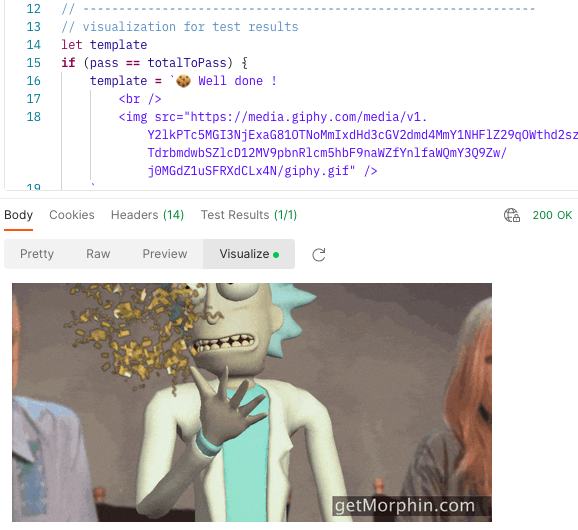 12 // ----------------------------------------------------------------
13 // visualization for test results
14 let template
15 if (pass == totalToPass) {
16 template = `🍪 Well done !
17 <br />
18 <img src="https://media.giphy.com/media/v1.
Y2lkPTc5MGI3NjExaG81OTNoMmIxdHd3cGV2dmd4MmY1NHFlZ29qOWthd2sz
TdrbmdwbSZlcD12MV9pbnRlcm5hbF9naWZfYnlfaWQmY3Q9Zw/
j0MGdZ1uSFRXdCLx4N/giphy.gif" />
19 `
Body Cookies Headers (14) Test Results (1/1) 200 OK
Pretty Raw Preview Visualize
getMorphin.com